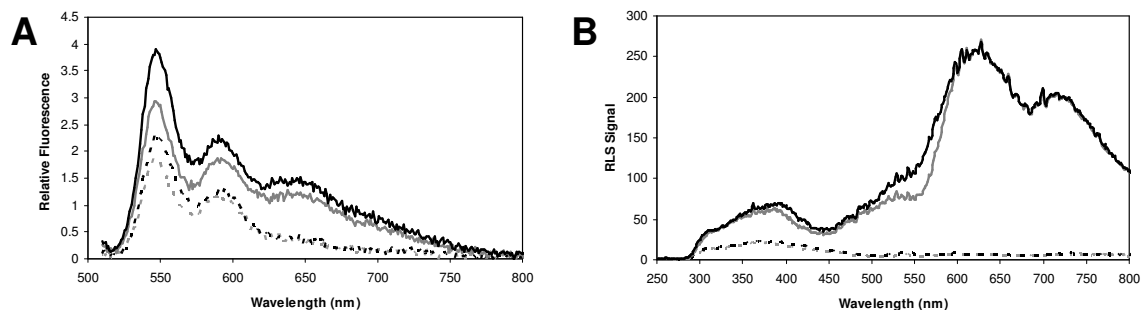 A
Relative Fluorescence
4.5
4
3.5
3
2.5
2
1.5
1
0.5
0
500 550 600 650 700 750 800
Wavelength (nm)
B
RLS Signal
300
250
200
150
100
50
0
250 300 350 400 450 500 550 600 650 700 750 800
Wavelength (nm)